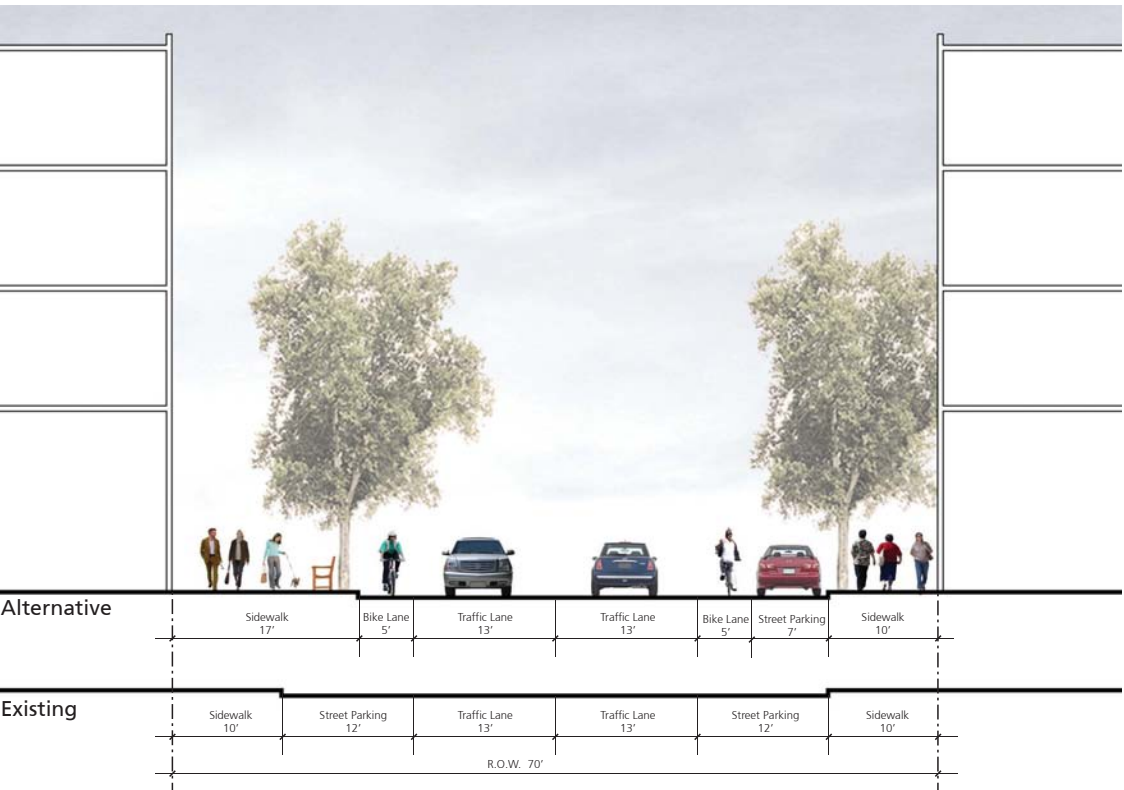 Alternative
Sidewalk
17'
Bike Lane
5'
Traffic Lane
13'
Traffic Lane
13'
Bike Lane
5'
Street Parking
7'
Sidewalk
10'
Existing
Sidewalk
10'
Street Parking
12'
Traffic Lane
13'
Traffic Lane
13'
Street Parking
12'
Sidewalk
10'
R.O.W. 70'